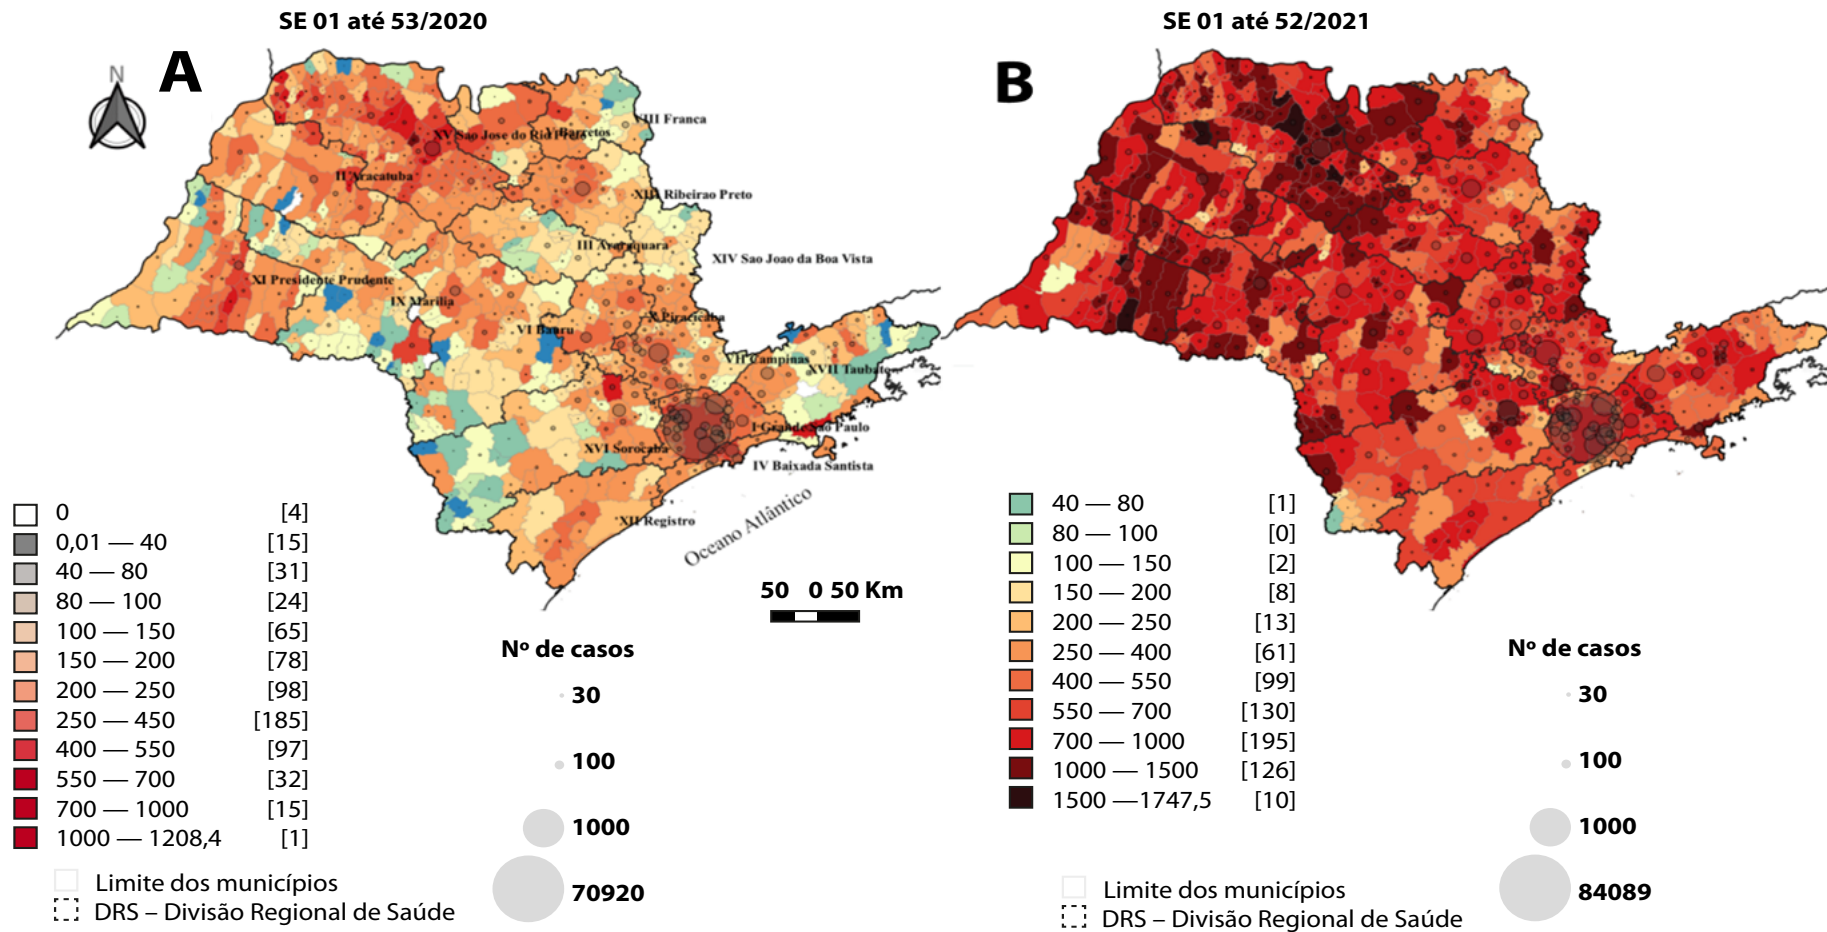 SE 01 até 53/2020
A
N
VIII Franca
XV Sao Jose do Rio Preto
V Barretos
II Aracatuba
XIII Ribeirao Preto
III Araraquara
XIV Sao Joao da Boa Vista
XI Presidente Prudente
IX Marilia
X Piracicaba
VI Bauru
VII Campinas
XVII Taubate
I Grande Sao Paulo
XVI Sorocaba
IV Baixada Santista
XII Registro
Oceano Atlântico
50 0 50 Km
0 [4]
0,01 — 40 [15]
40 — 80 [31]
80 — 100 [24]
100 — 150 [65]
150 — 200 [78]
200 — 250 [98]
250 — 450 [185]
400 — 550 [97]
550 — 700 [32]
700 — 1000 [15]
1000 — 1208,4 [1]
Limite dos municípios
DRS – Divisão Regional de Saúde
Nº de casos
30
100
1000
70920
SE 01 até 52/2021
B
40 — 80 [1]
80 — 100 [0]
100 — 150 [2]
150 — 200 [8]
200 — 250 [13]
250 — 400 [61]
400 — 550 [99]
550 — 700 [130]
700 — 1000 [195]
1000 — 1500 [126]
1500 —1747,5 [10]
Limite dos municípios
DRS – Divisão Regional de Saúde
Nº de casos
30
100
1000
84089